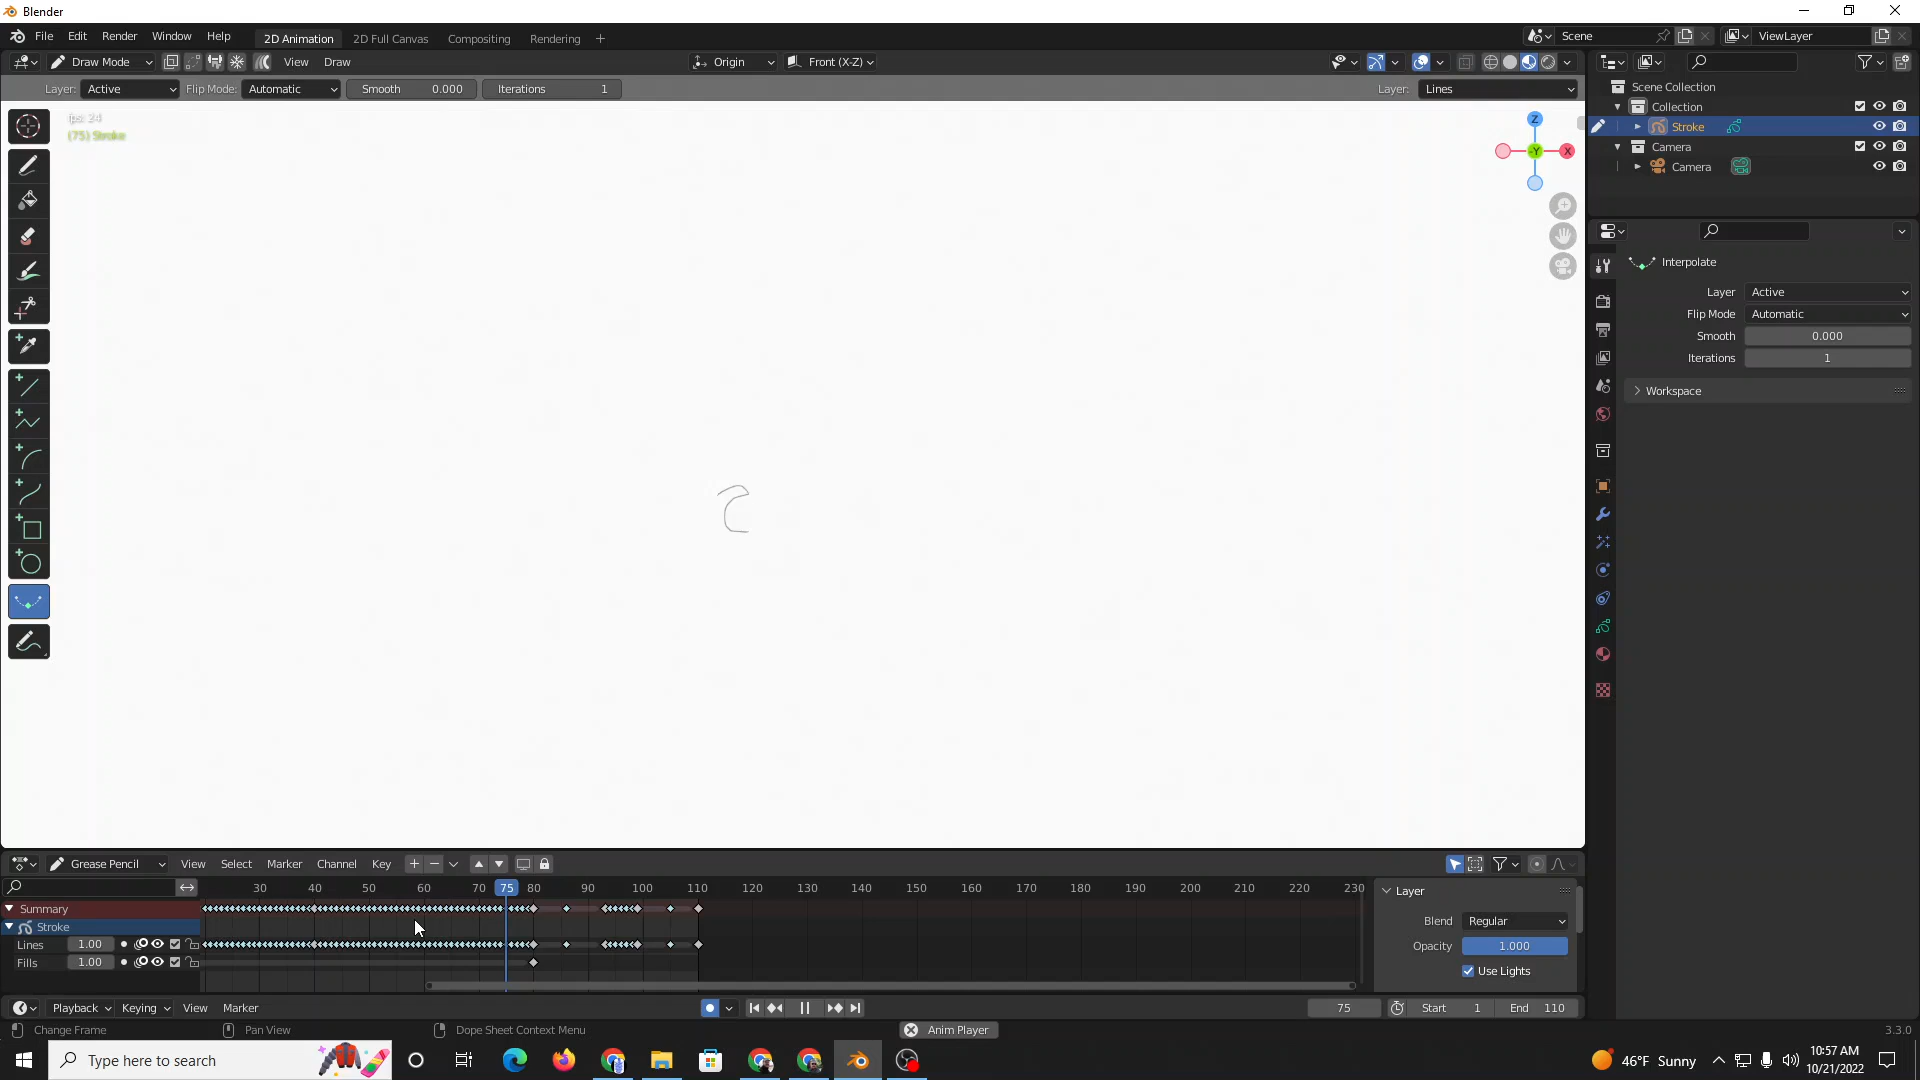 Blender
File Edit Render Window Help 2D Animation 2D Full Canvas Compositing Rendering + Scene ViewLayer
Draw Mode View Draw Origin Front (X-Z)
Layer: Active Flip Mode: Automatic Smooth 0.000 Iterations 1 Layer: Lines
fps: 24
(75) Stroke
Z
-Y X
Scene Collection
Collection
Stroke
Camera
Camera
Interpolate
Layer Active
Flip Mode Automatic
Smooth 0.000
Iterations 1
Workspace
Grease Pencil View Select Marker Channel Key
30 40 50 60 70 75 80 90 100 110 120 130 140 150 160 170 180 190 200 210 220 230
Summary
Stroke
Lines 1.00
Fills 1.00
Layer
Blend Regular
Opacity 1.000
Use Lights
Playback Keying View Marker 75 Start 1 End 110
Change Frame Pan View Dope Sheet Context Menu Anim Player 3.3.0
Type here to search 46°F Sunny 10:57 AM
10/21/2022